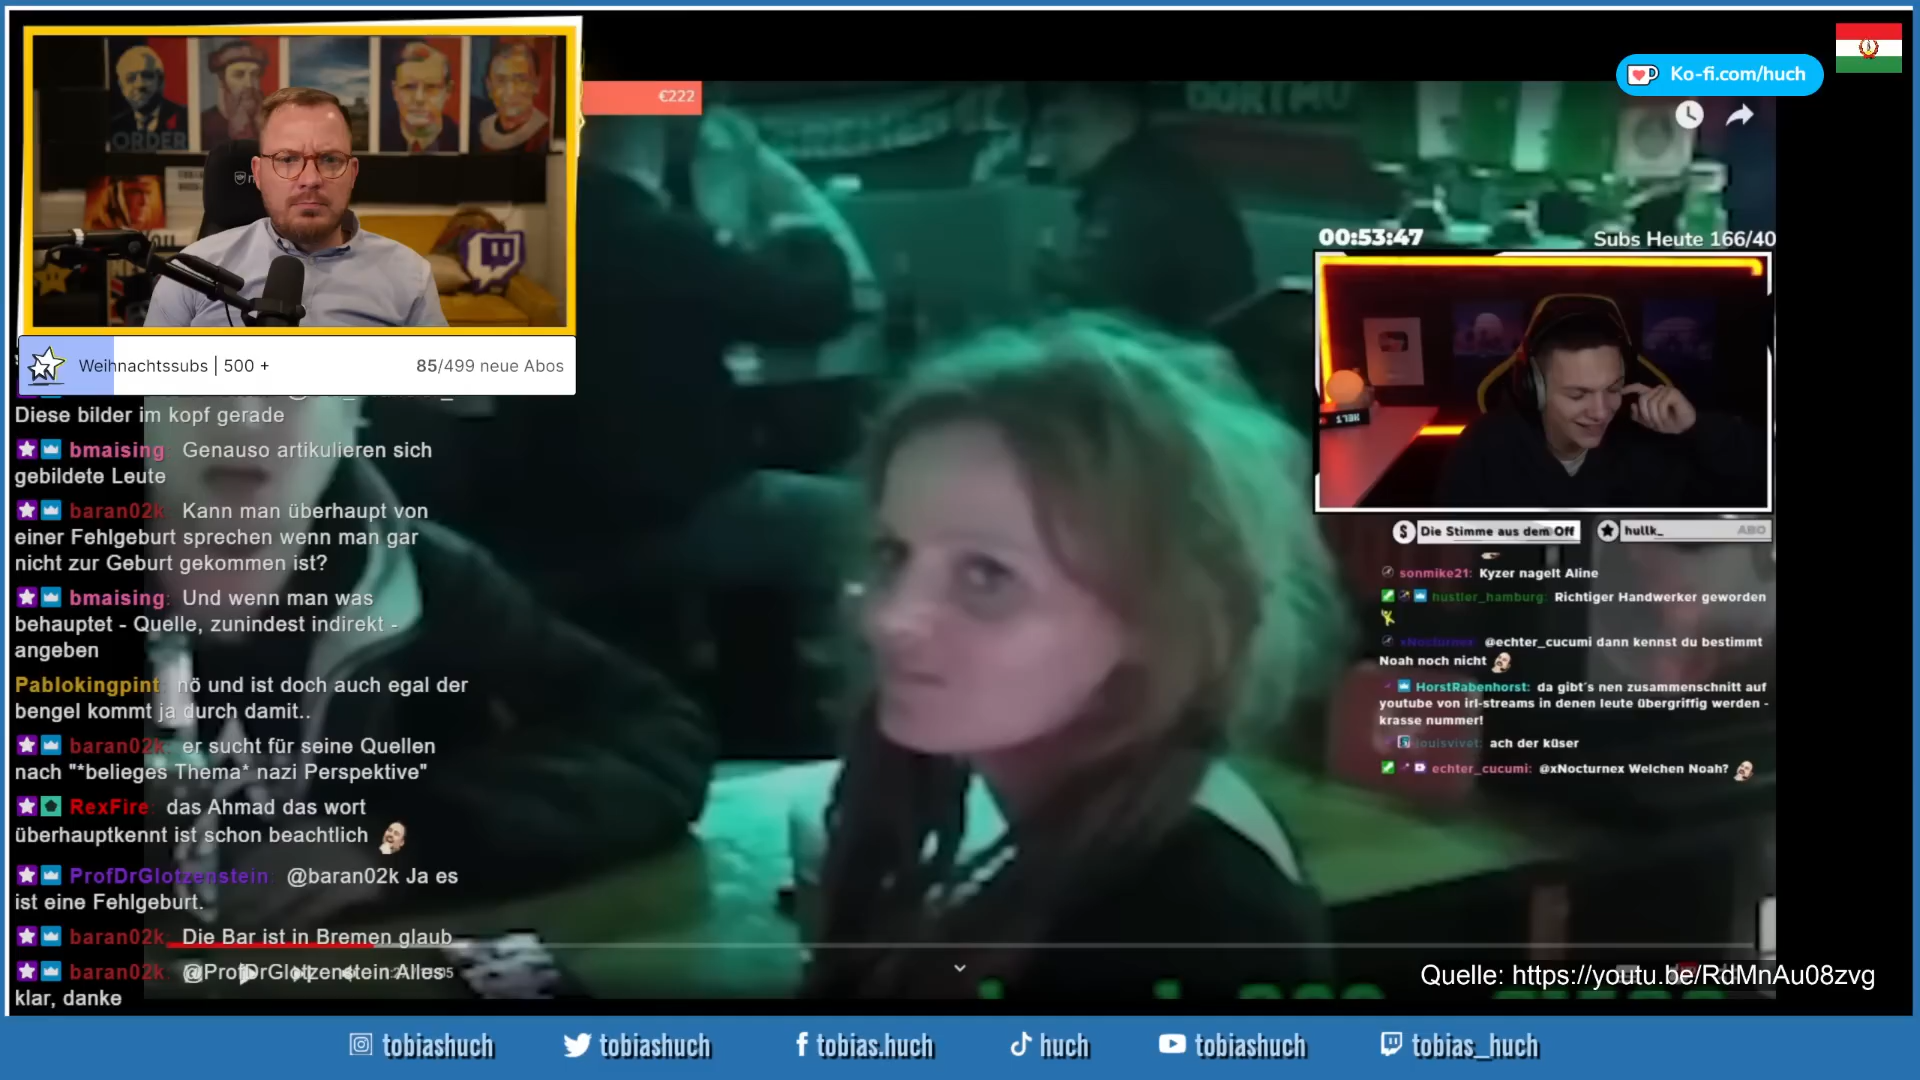 Ko-fi.com/huch
€222
BREMEN
DORTMU
ORDER
00:53:47
Subs Heute 166/40
Weihnachtssubs | 500 +
85/499 neue Abos
Diese bilder im kopf gerade
bmaising: Genauso artikulieren sich
gebildete Leute
baran02k: Kann man überhaupt von
einer Fehlgeburt sprechen wenn man gar
nicht zur Geburt gekommen ist?
bmaising: Und wenn man was
behauptet - Quelle, zunindest indirekt -
angeben
Pablokingpint: nö und ist doch auch egal der
bengel kommt ja durch damit..
baran02k: er sucht für seine Quellen
nach "*belieges Thema* nazi Perspektive"
RexFire: das Ahmad das wort
überhauptkennt ist schon beachtlich
ProfDrGlotzenstein: @baran02k Ja es
ist eine Fehlgeburt.
baran02k: Die Bar ist in Bremen glaub
baran02k: @ProfDrGlotzenstein Alles
klar, danke
Die Stimme aus dem Off
hullk_
ABO
sonmike21: Kyzer nagelt Aline
hustler_hamburg: Richtiger Handwerker geworden
xNocturnex: @echter_cucumi dann kennst du bestimmt
Noah noch nicht
HorstRabenhorst: da gibt´s nen zusammenschnitt auf
youtube von irl-streams in denen leute übergriffig werden -
krasse nummer!
louisvivet: ach der küser
echter_cucumi: @xNocturnex Welchen Noah?
Quelle: https://youtu.be/RdMnAu08zvg
tobiashuch
tobiashuch
tobias.huch
huch
tobiashuch
tobias_huch